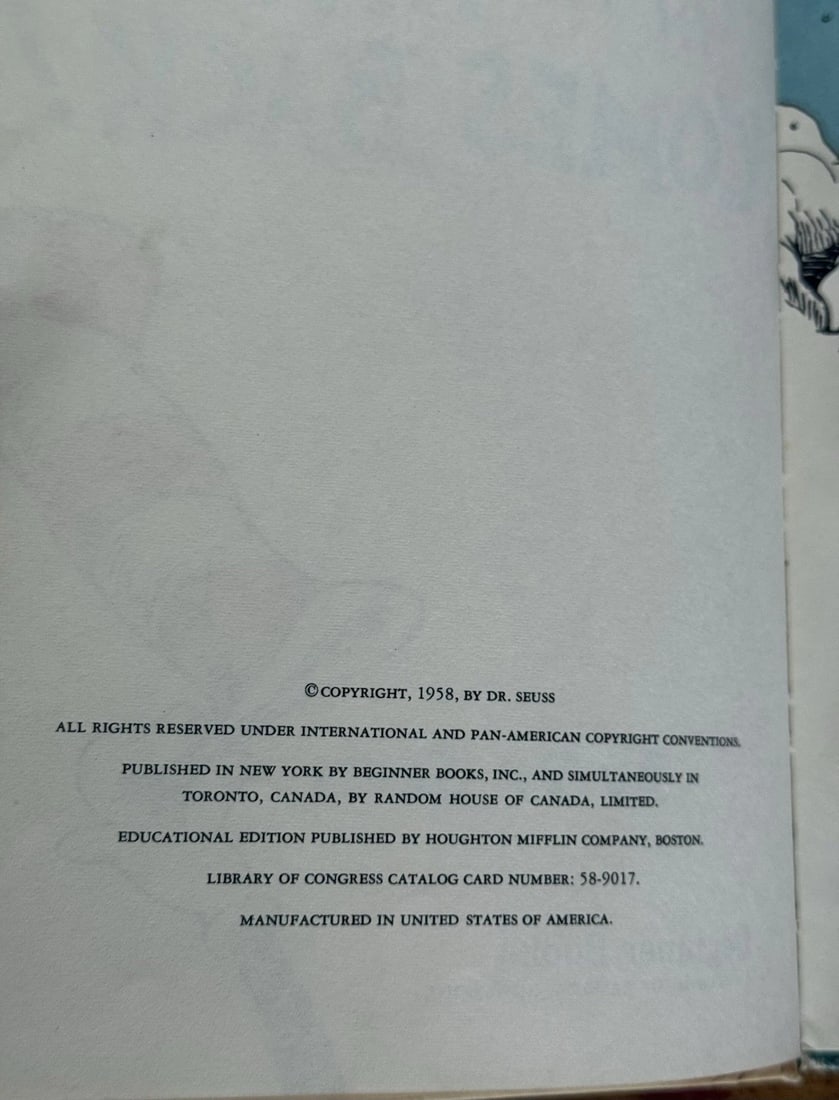 ©COPYRIGHT, 1958, BY DR. SEUSS
ALL RIGHTS RESERVED UNDER INTERNATIONAL AND PAN-AMERICAN COPYRIGHT CONVENTIONS.
PUBLISHED IN NEW YORK BY BEGINNER BOOKS, INC., AND SIMULTANEOUSLY IN
TORONTO, CANADA, BY RANDOM HOUSE OF CANADA, LIMITED.
EDUCATIONAL EDITION PUBLISHED BY HOUGHTON MIFFLIN COMPANY, BOSTON.
LIBRARY OF CONGRESS CATALOG CARD NUMBER: 58-9017.
MANUFACTURED IN UNITED STATES OF AMERICA.